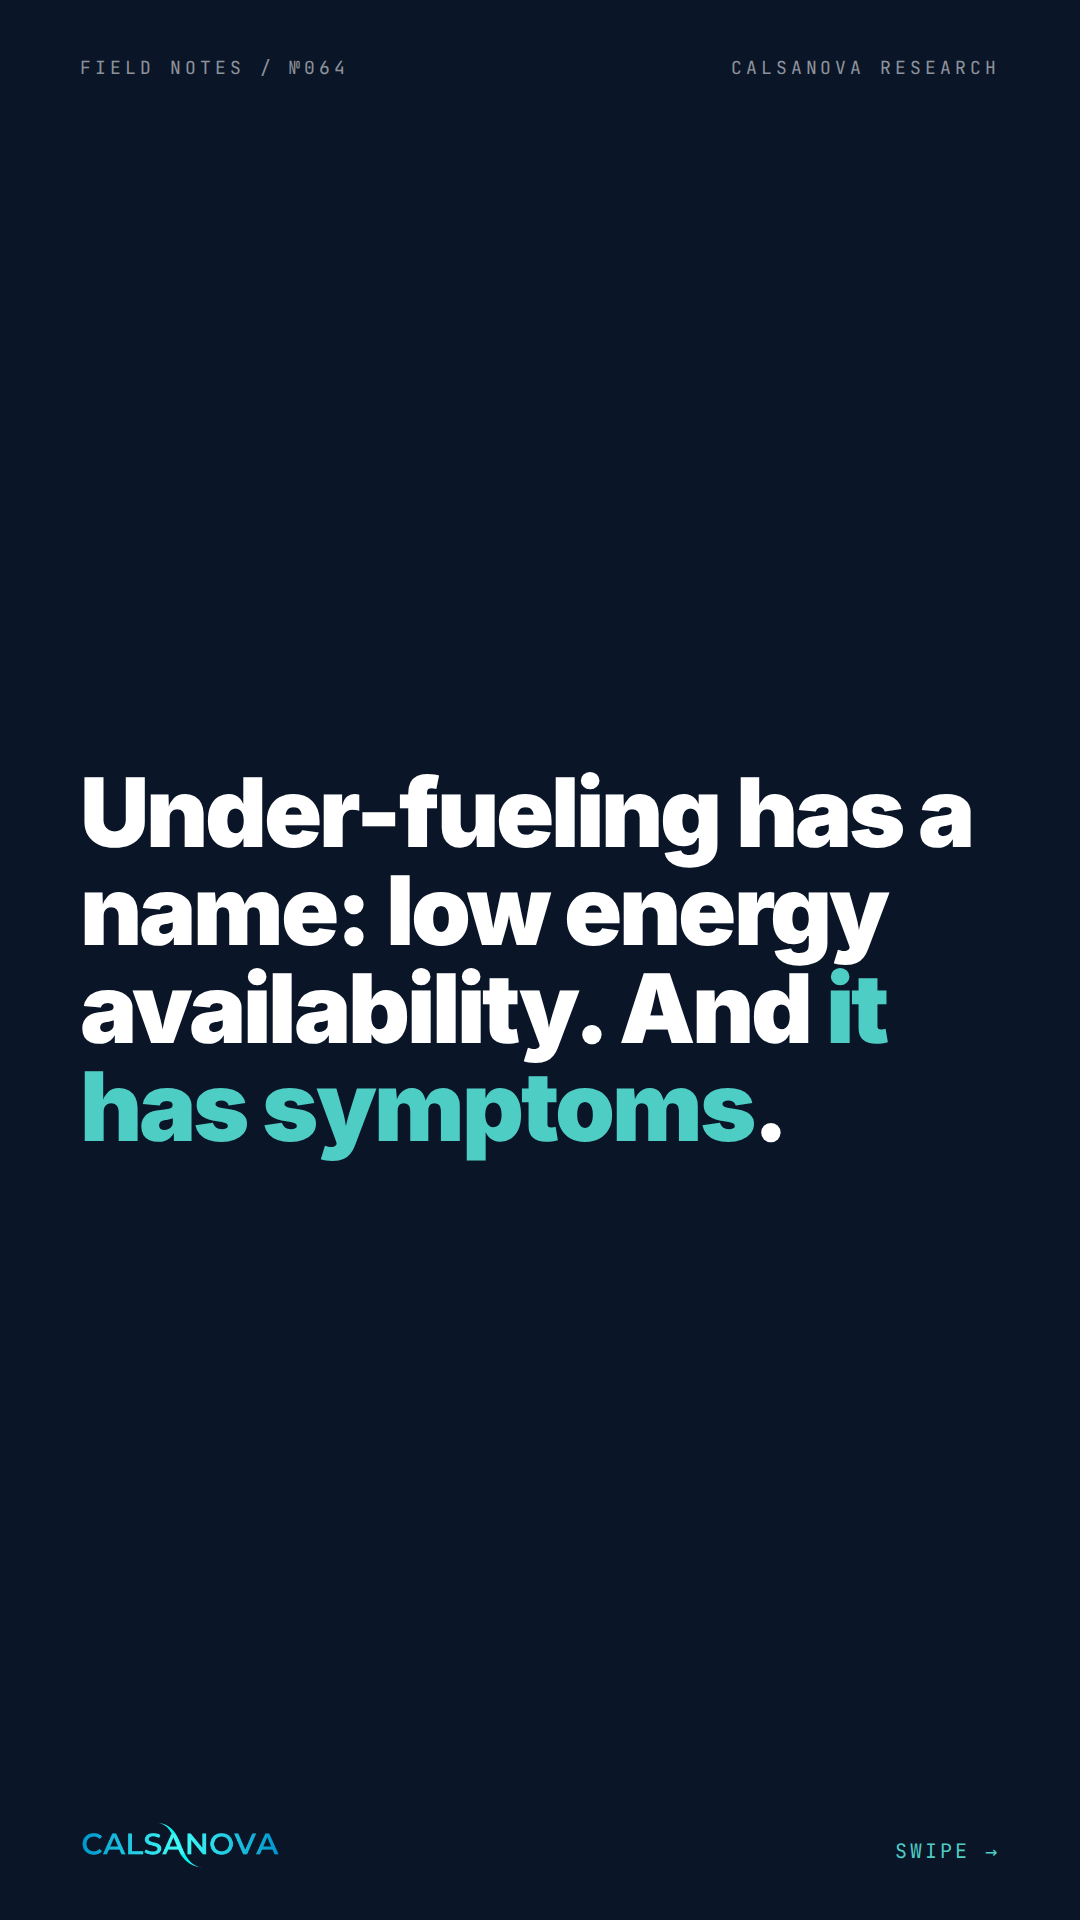 FIELD NOTES / №064
CALSANOVA RESEARCH
Under-fueling has a
name: low energy
availability. And it
has symptoms.
CALSANOVA
SWIPE →